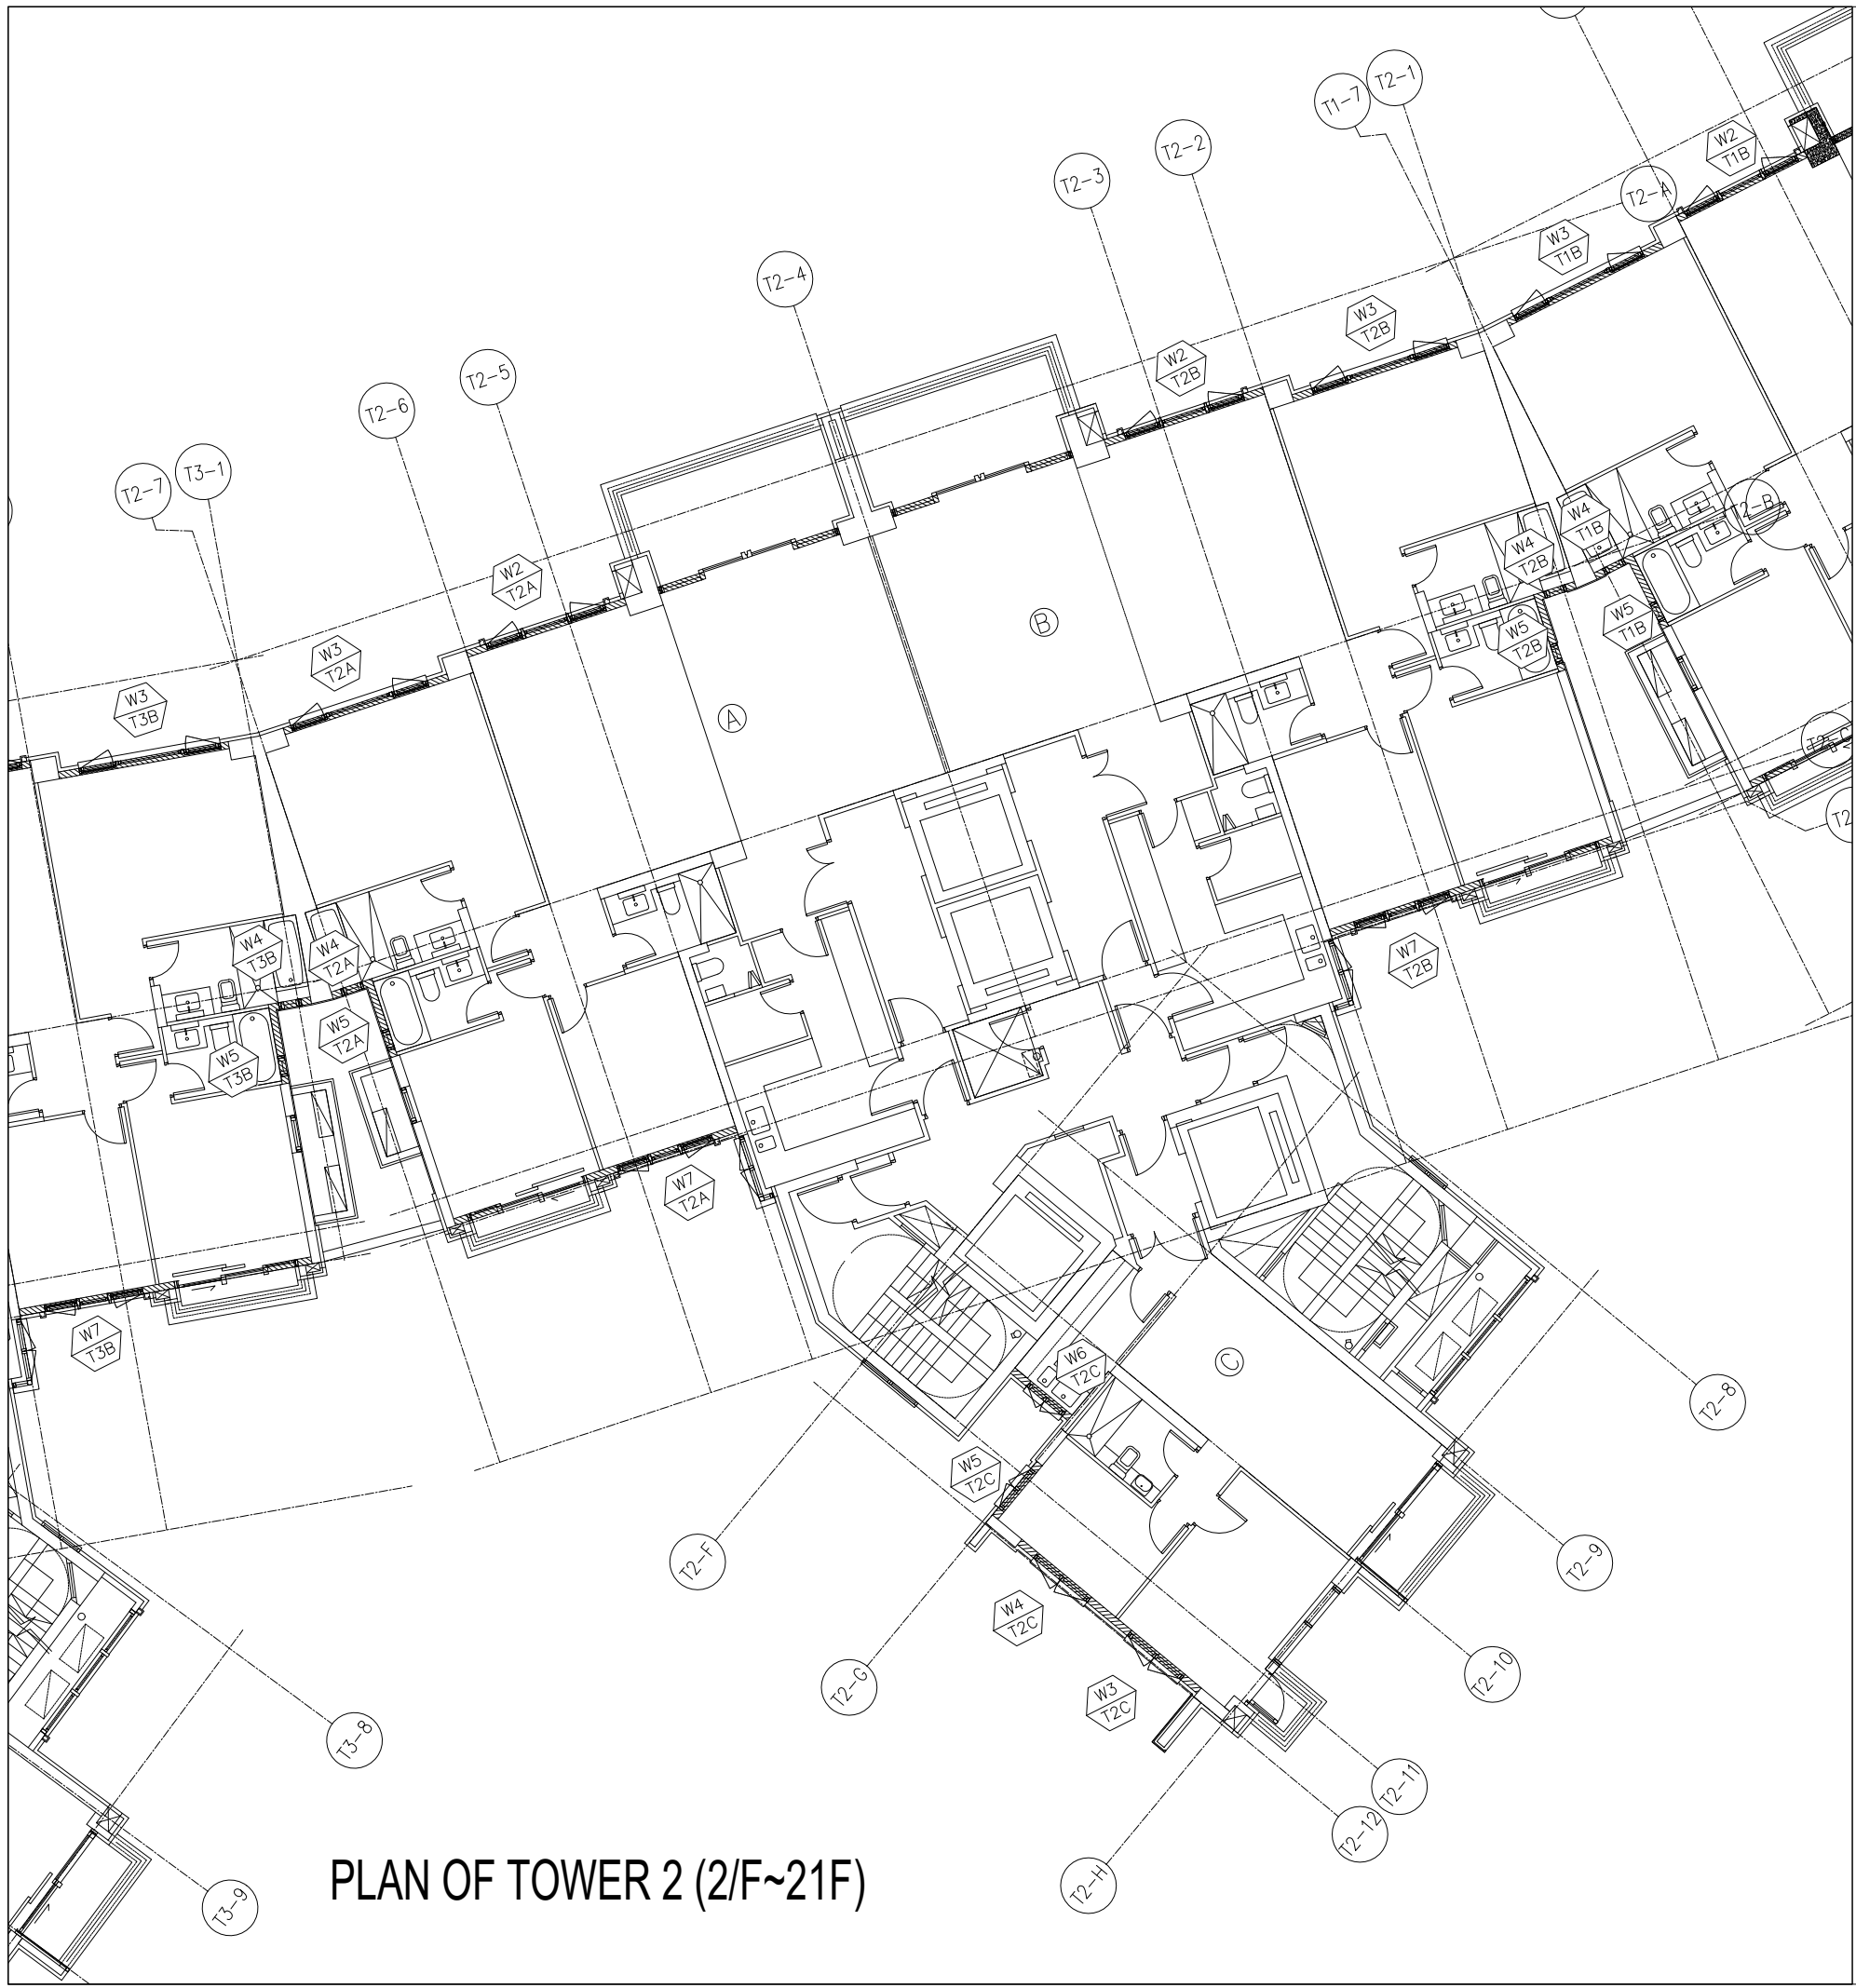 T1-7
T2-1
T2-2
T2-3
W2
T1B
T2-A
W3
T1B
T2-4
W3
T2B
W2
T2B
T2-5
T2-6
T3-1
T2-7
W2
T2A
W3
T2A
W3
T3B
W4
T1B
T2-B
W4
T2B
W5
T1B
W5
T2B
B
A
W4
T3B
W4
T2A
W7
T2B
W5
T2A
W5
T3B
W7
T2A
W7
T3B
W6
T2C
C
T2-8
W5
T2C
T2-F
T2-9
W4
T2C
T2-G
T2-10
W3
T2C
T3-8
T2-11
T2-12
T2-H
T3-9
PLAN OF TOWER 2 (2/F~21F)